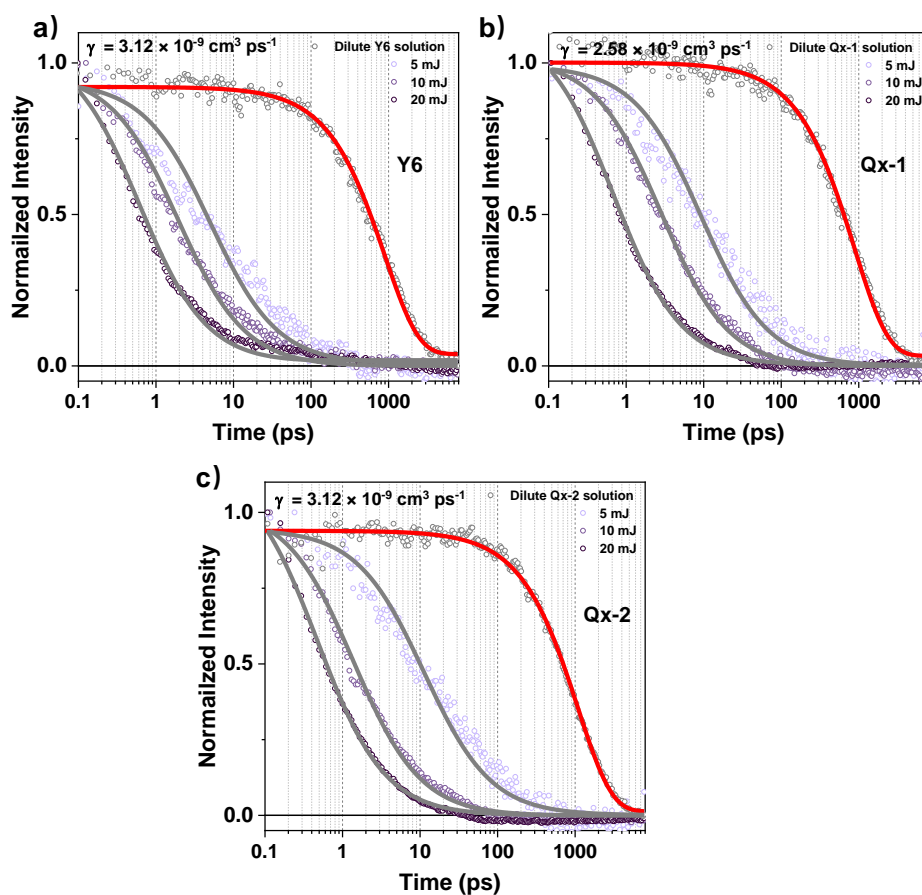 a)
γ = 3.12 × 10⁻⁹ cm³ ps⁻¹
Dilute Y6 solution
5 mJ
10 mJ
20 mJ
Y6
1.0
0.5
0.0
Normailzed Intensity
0.1 1 10 100 1000
Time (ps)
b)
γ = 2.58 × 10⁻⁹ cm³ ps⁻¹
Dilute Qx-1 solution
5 mJ
10 mJ
20 mJ
Qx-1
1.0
0.5
0.0
Normailzed Intensity
0.1 1 10 100 1000
Time (ps)
c)
γ = 3.12 × 10⁻⁹ cm³ ps⁻¹
Dilute Qx-2 solution
5 mJ
10 mJ
20 mJ
Qx-2
1.0
0.5
0.0
Normailzed Intensity
0.1 1 10 100 1000
Time (ps)